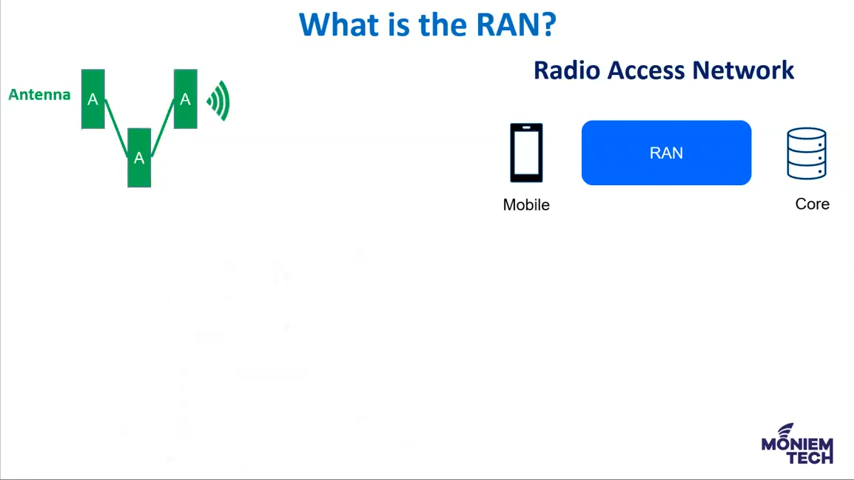 What is the RAN?
Radio Access Network
Antenna
A
A
A
RAN
Mobile
Core
MONIEM
TECH